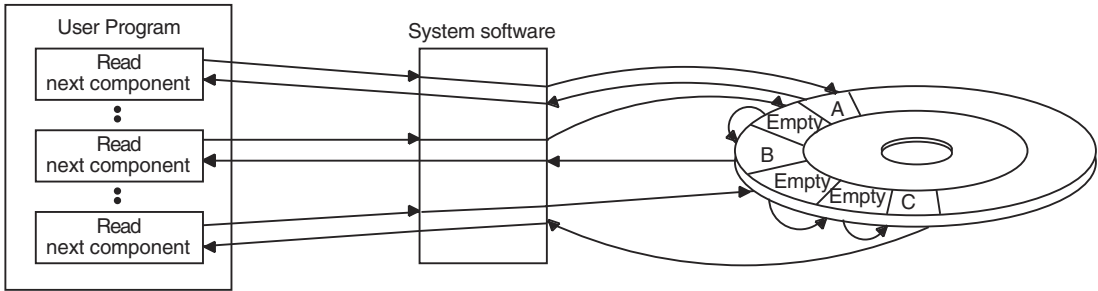 User Program
System software
Read
next component
Read
next component
Read
next component
A
Empty
B
Empty
Empty
C